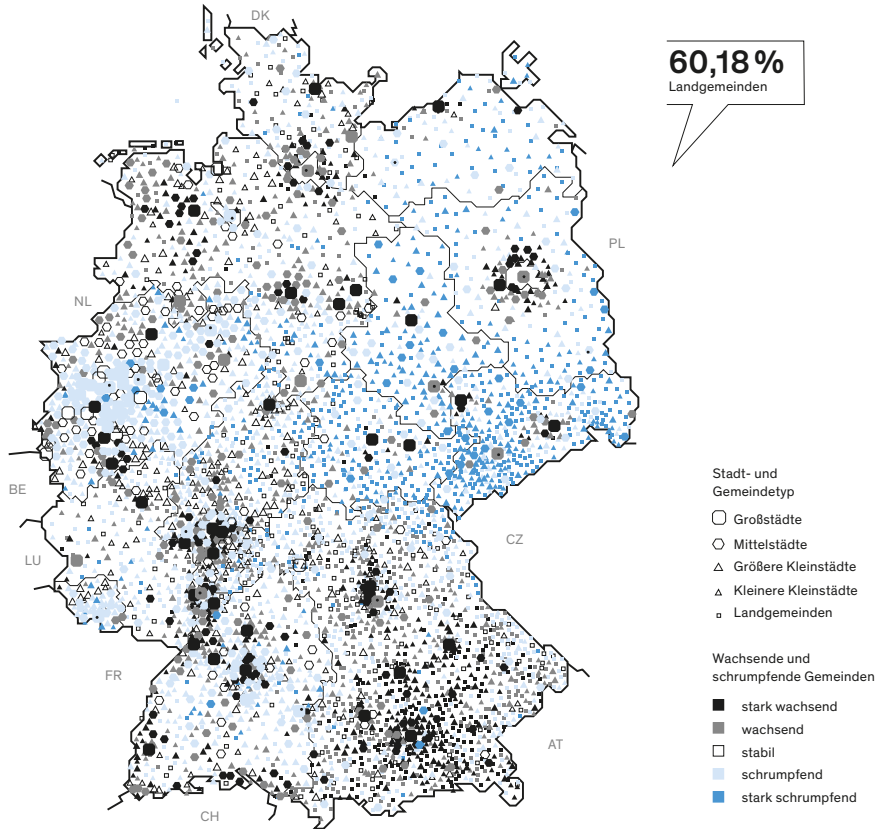 DK
60,18 %
Landgemeinden
PL
NL
BE
LU
CZ
FR
AT
CH
Stadt- und
Gemeindetyp
Großstädte
Mittelstädte
Größere Kleinstädte
Kleinere Kleinstädte
Landgemeinden
Wachsende und
schrumpfende Gemeinden
stark wachsend
wachsend
stabil
schrumpfend
stark schrumpfend